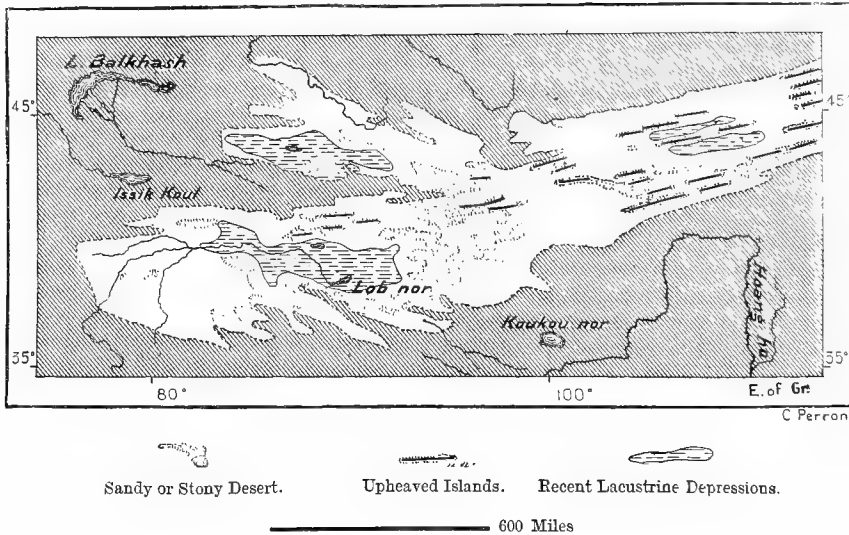 L Balkhash
45°
45°
Issik Koul
Lob nor
Koukou nor
Hoang ho
35°
35°
80°
100°
E. of Gr.
C Perron
Sandy or Stony Desert.
Upheaved Islands.
Recent Lacustrine Depressions.
600 Miles